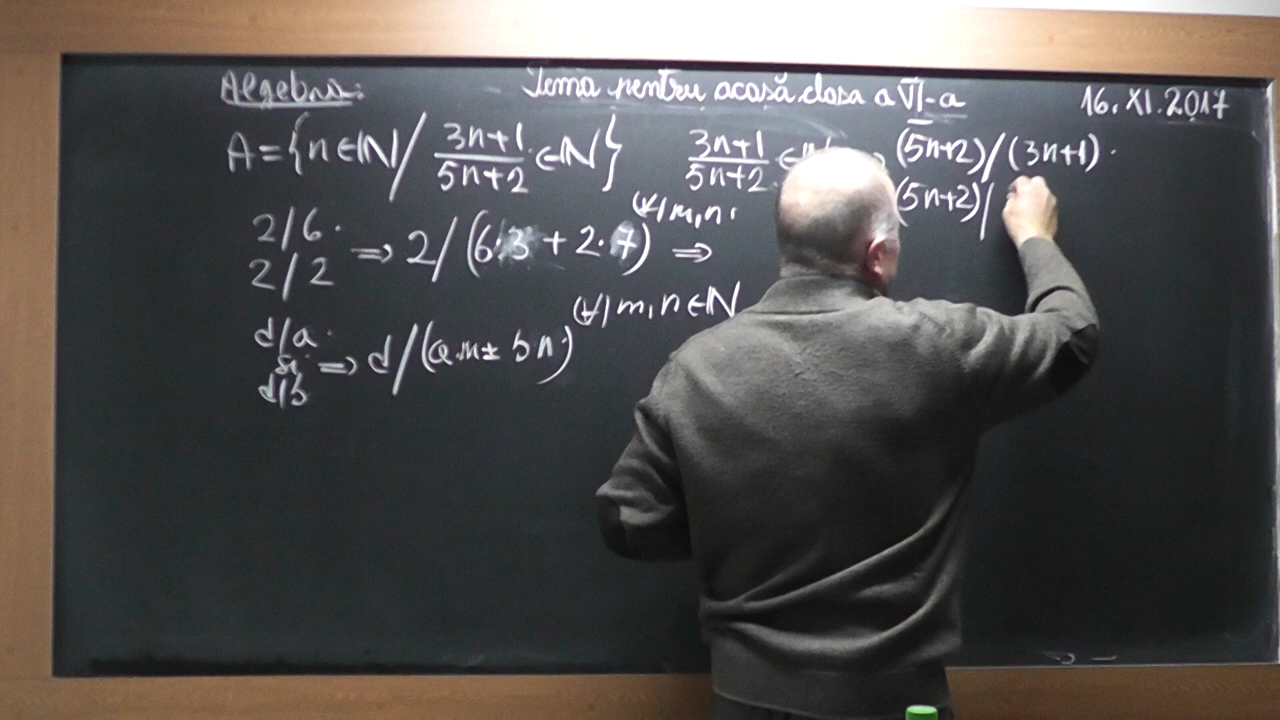 Algebra: Tema pentru acasă clasa a VI-a 16.XI.2017
A={n∈ℕ/ 3n+1/5n+2 ∈ℕ} 3n+1/5n+2 ∈ (5n+2)/(3n+1).
(5n+2)/
(∀) m,n
2/6.
2/2 ⇒ 2/(6·3+2·7) ⇒
(∀) m,n∈ℕ
d/a.
și ⇒ d/(a.m± bn)
d/b